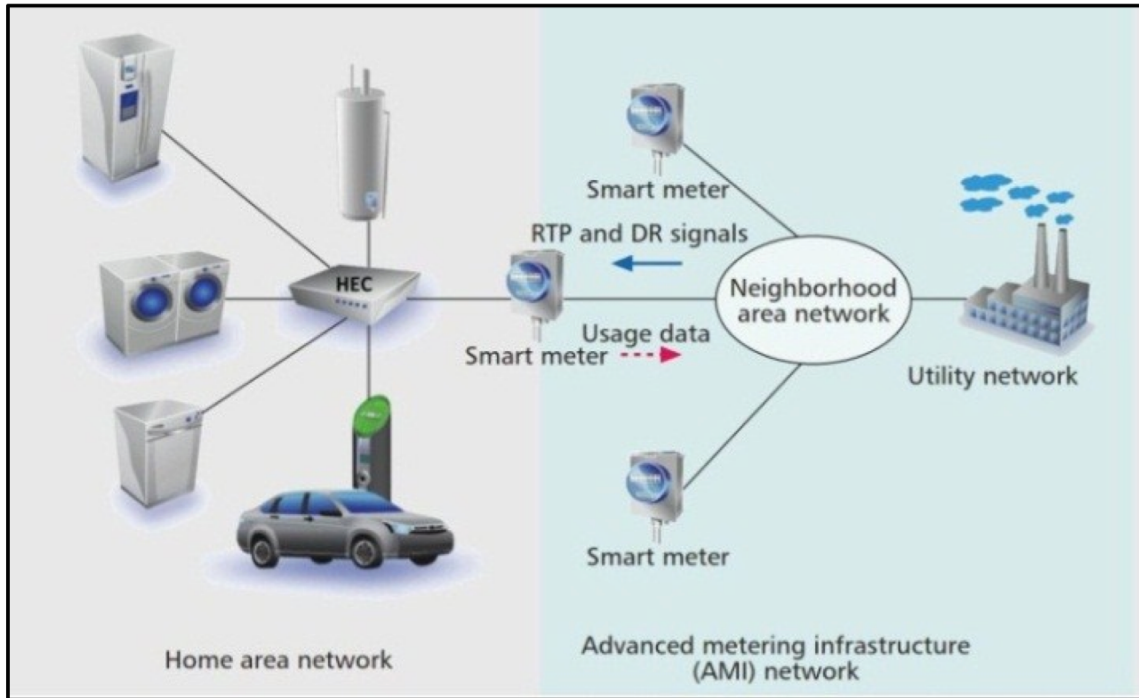 HEC
Smart meter
RTP and DR signals
Neighborhood
area network
Usage data
Smart meter
Utility network
Smart meter
Home area network
Advanced metering infrastructure
(AMI) network